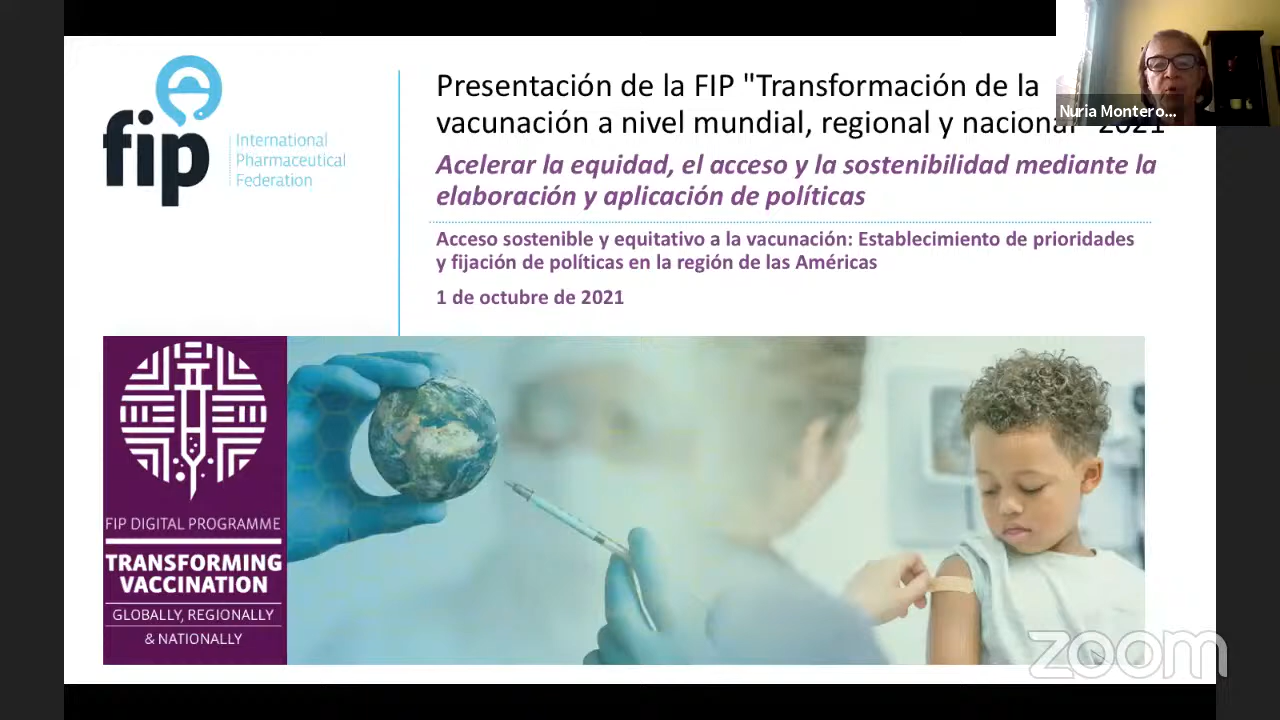 fip
International
Pharmaceutical
Federation
Presentación de la FIP "Transformación de la
vacunación a nivel mundial, regional y nacional" 2021
Acelerar la equidad, el acceso y la sostenibilidad mediante la
elaboración y aplicación de políticas
Acceso sostenible y equitativo a la vacunación: Establecimiento de prioridades
y fijación de políticas en la región de las Américas
1 de octubre de 2021
Nuria Montero...
FIP DIGITAL PROGRAMME
TRANSFORMING
VACCINATION
GLOBALLY, REGIONALLY
& NATIONALLY
zoom